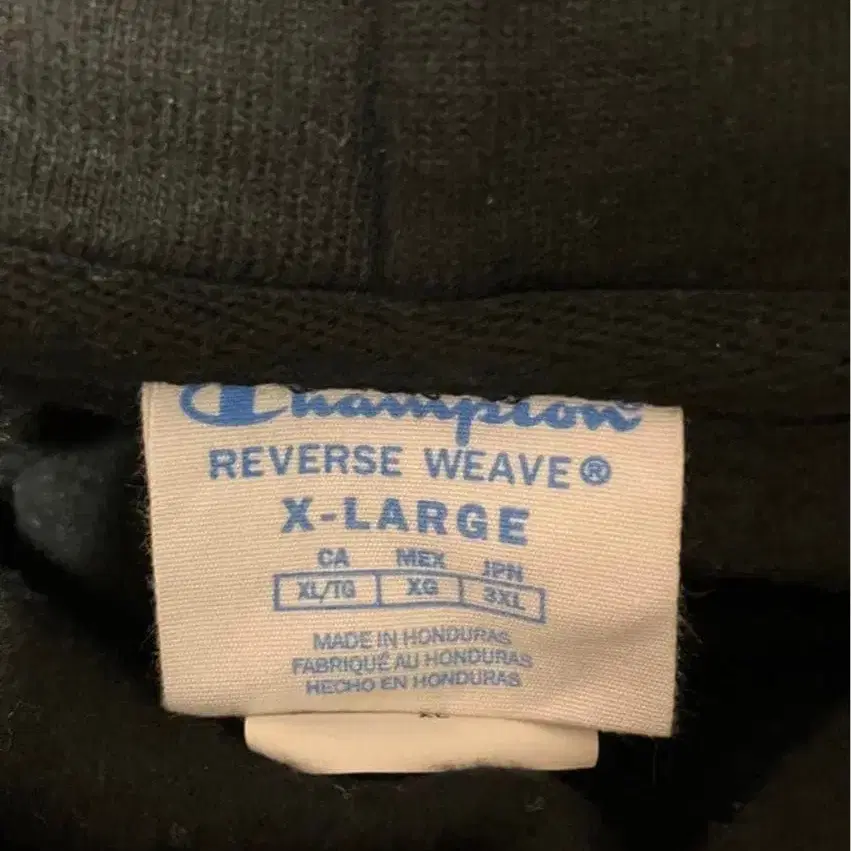 Champion
REVERSE WEAVE®
X-LARGE
CA MEX JPN
XL/TG XG 3XL
MADE IN HONDURAS
FABRIQUÉ AU HONDURAS
HECHO EN HONDURAS